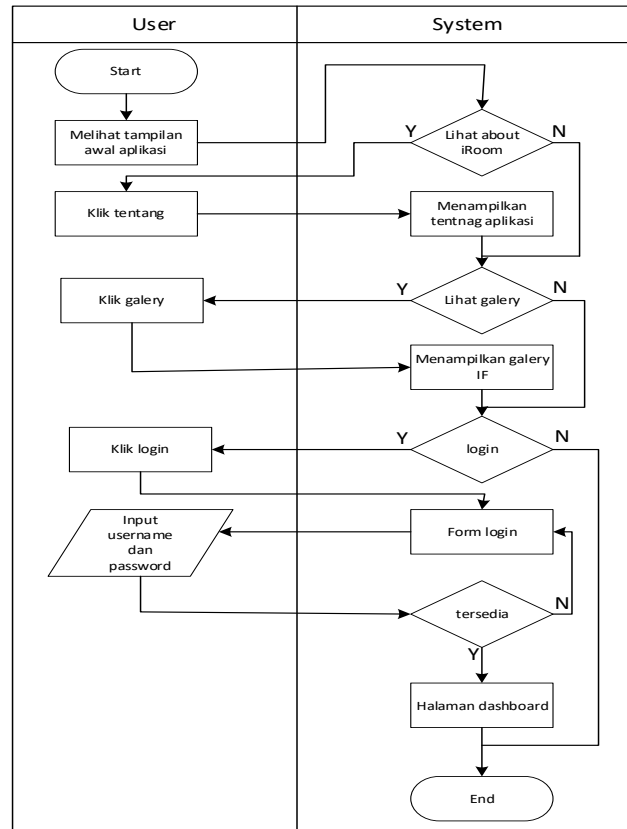 User
System
Start
Melihat tampilan
awal aplikasi
Y
Lihat about
iRoom
N
Klik tentang
Menampilkan
tentnag aplikasi
Klik galery
Y
Lihat galery
N
Menampilkan galery
IF
Klik login
Y
login
N
Input
username
dan
password
Form login
tersedia
N
Y
Halaman dashboard
End